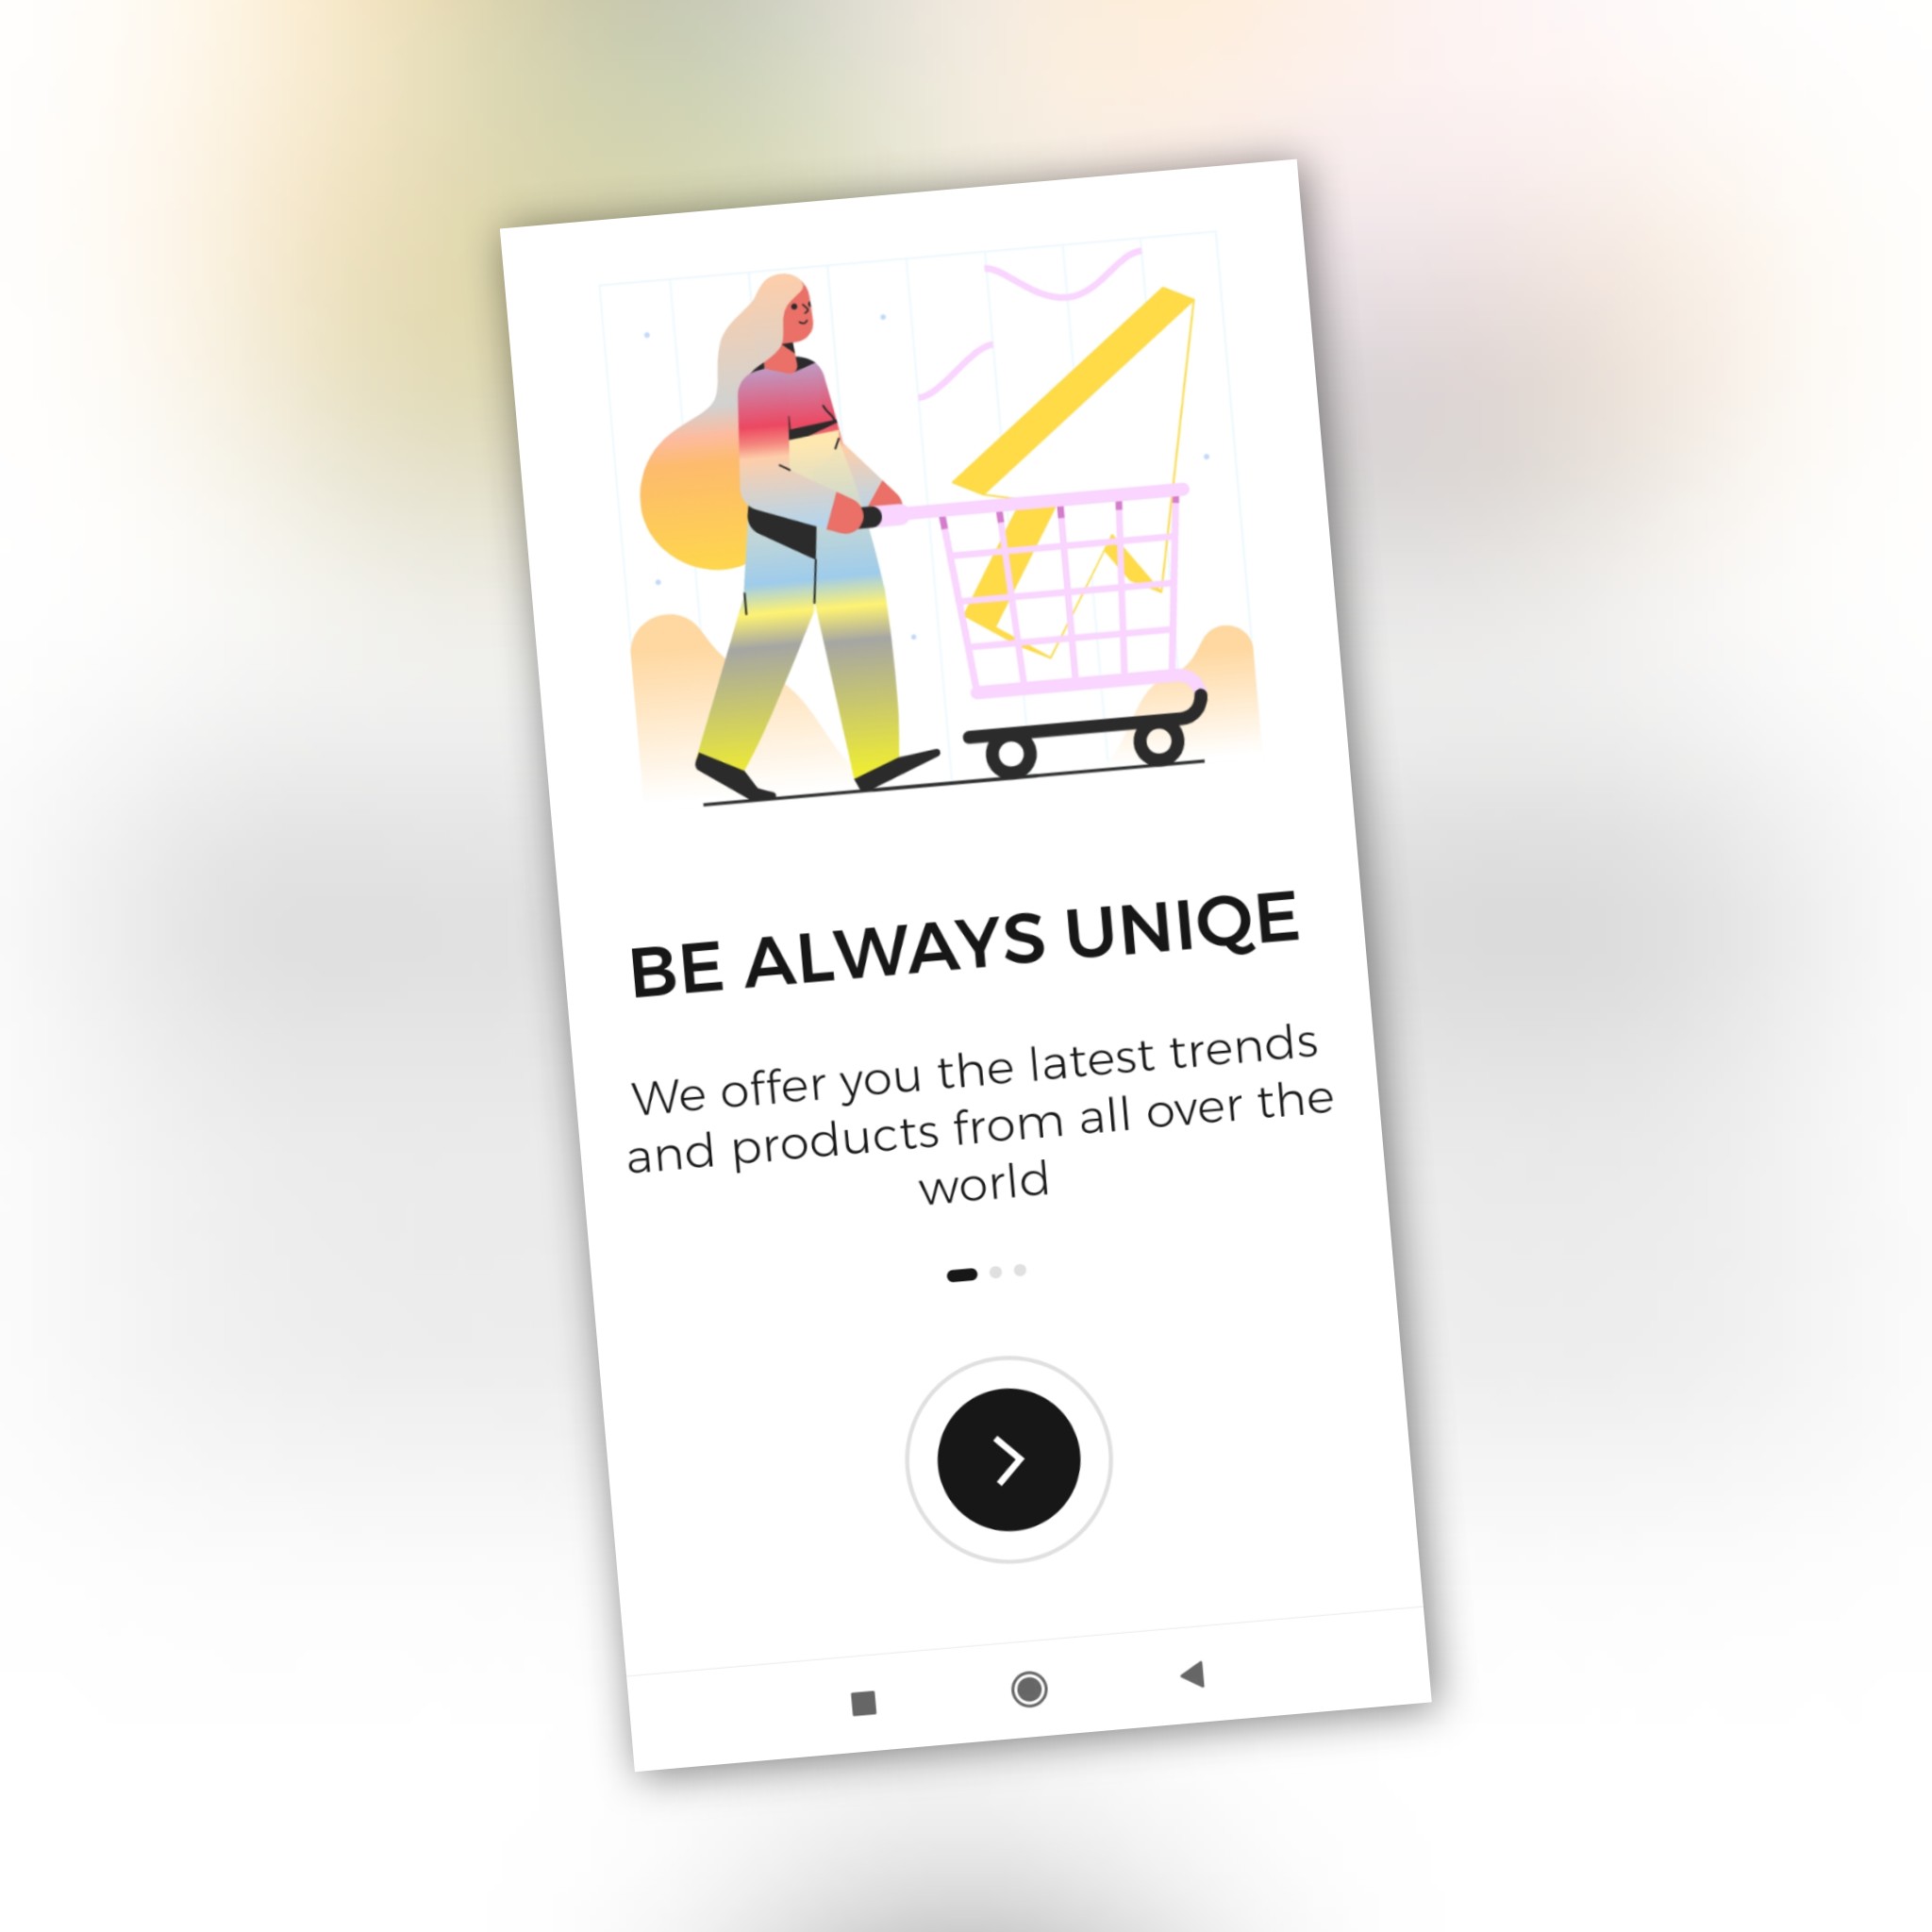 BE ALWAYS UNIQE
We offer you the latest trends
and products from all over the
world